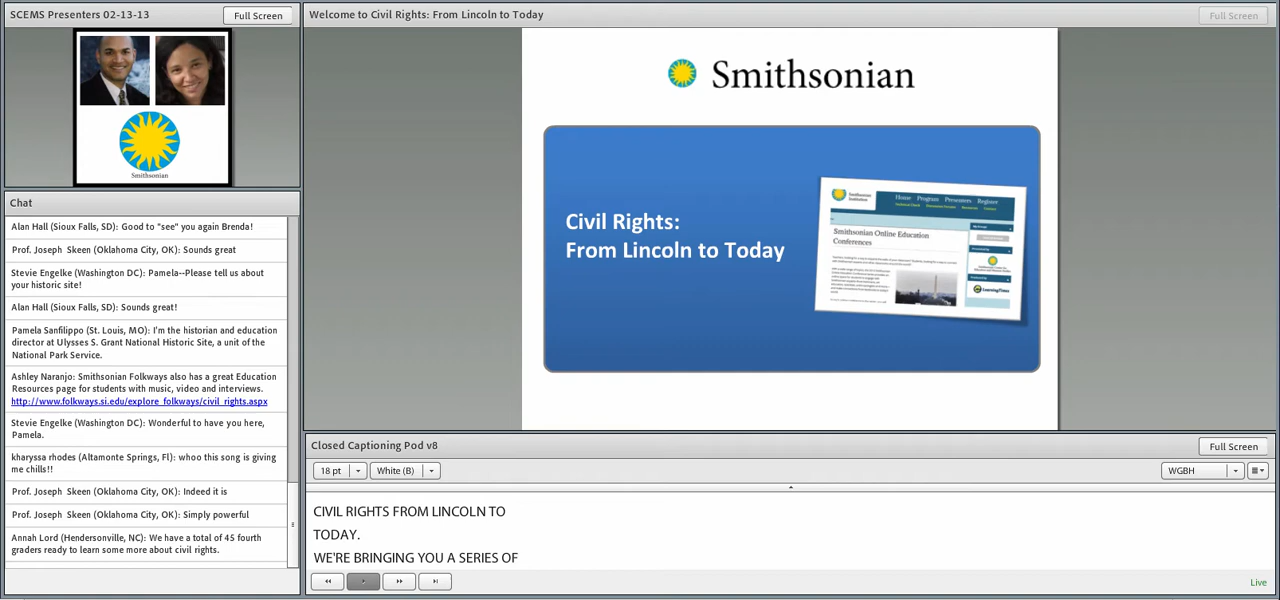 SCEMS Presenters 02-13-13
Full Screen
Smithsonian
Chat
Alan Hall (Sioux Falls, SD): Good to "see" you again Brenda!
Prof. Joseph Skeen (Oklahoma City, OK): Sounds great
Stevie Engelke (Washington DC): Pamela--Please tell us about
your historic site!
Alan Hall (Sioux Falls, SD): Sounds great!
Pamela Sanfilippo (St. Louis, MO): I'm the historian and education
director at Ulysses S. Grant National Historic Site, a unit of the
National Park Service.
Ashley Naranjo: Smithsonian Folkways also has a great Education
Resources page for students with music, video and interviews.
http://www.folkways.si.edu/explore_folkways/civil_rights.aspx
Stevie Engelke (Washington DC): Wonderful to have you here,
Pamela.
kharyssa rhodes (Altamonte Springs, Fl): whoo this song is giving
me chills!!
Prof. Joseph Skeen (Oklahoma City, OK): Indeed it is
Prof. Joseph Skeen (Oklahoma City, OK): Simply powerful
Annah Lord (Hendersonville, NC): We have a total of 45 fourth
graders ready to learn some more about civil rights.
Welcome to Civil Rights: From Lincoln to Today
Full Screen
Smithsonian
Civil Rights:
From Lincoln to Today
Smithsonian
Institution
Home Program Presenters Register
Smithsonian Online Education
Conferences
LearningTimes
Closed Captioning Pod v8
Full Screen
18 pt
White (B)
WGBH
CIVIL RIGHTS FROM LINCOLN TO
TODAY.
WE'RE BRINGING YOU A SERIES OF
Live